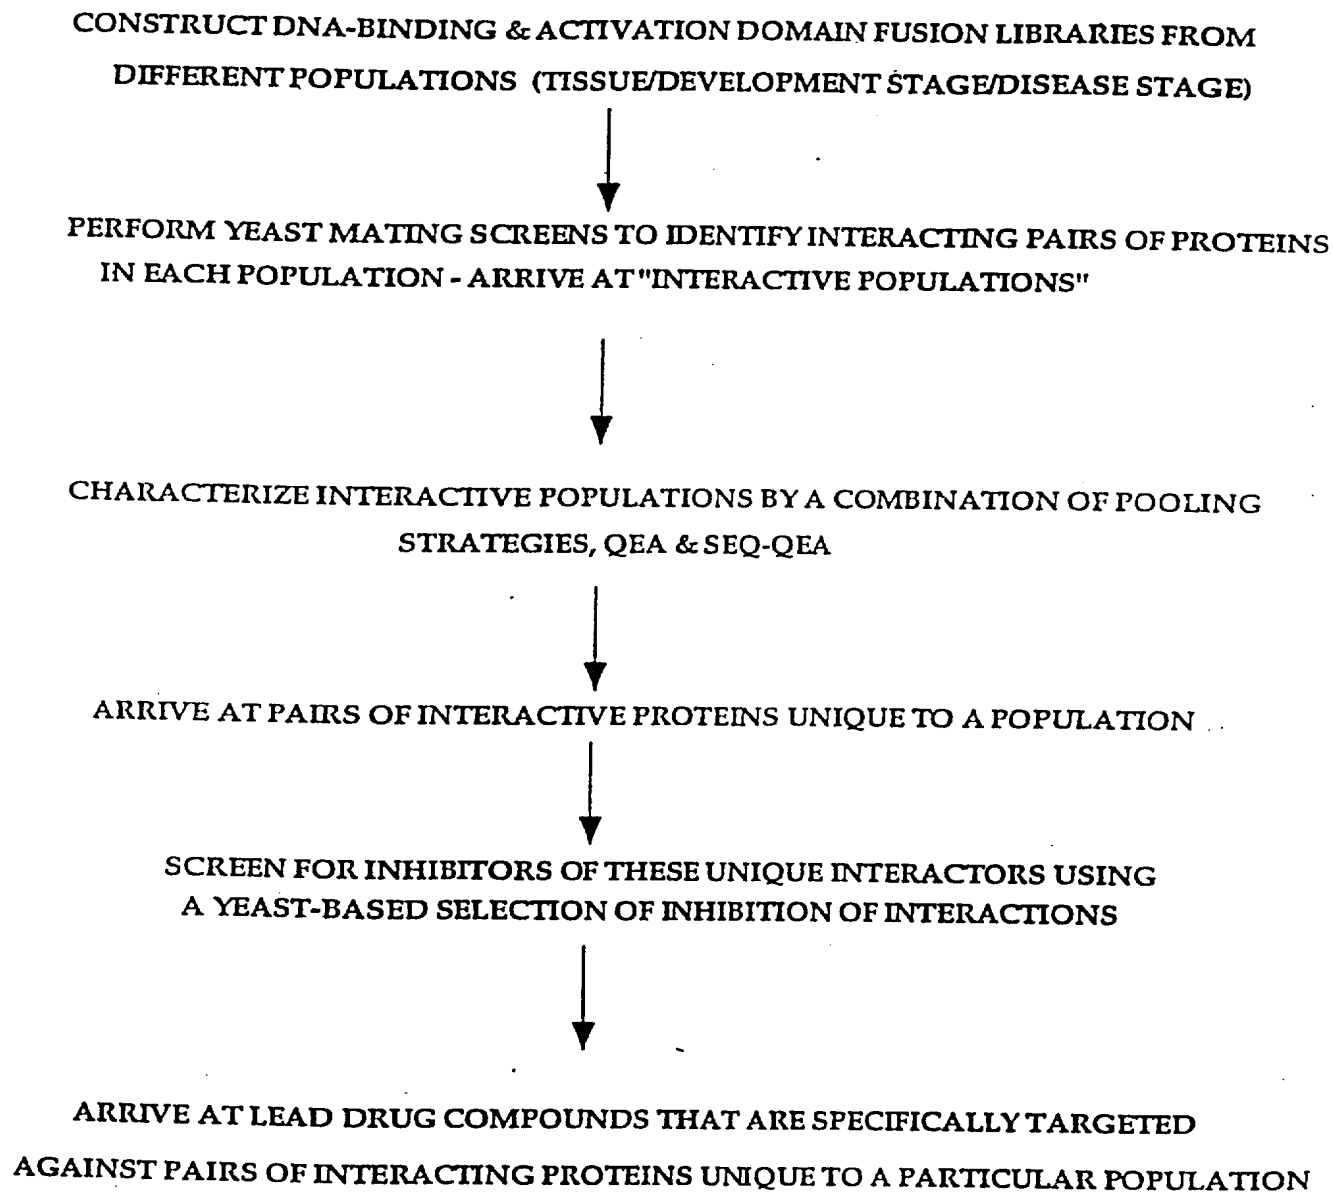 CONSTRUCT DNA-BINDING & ACTIVATION DOMAIN FUSION LIBRARIES FROM
DIFFERENT POPULATIONS (TISSUE/DEVELOPMENT STAGE/DISEASE STAGE)
PERFORM YEAST MATING SCREENS TO IDENTIFY INTERACTING PAIRS OF PROTEINS
IN EACH POPULATION - ARRIVE AT "INTERACTIVE POPULATIONS"
CHARACTERIZE INTERACTIVE POPULATIONS BY A COMBINATION OF POOLING
STRATEGIES, QEA & SEQ-QEA
ARRIVE AT PAIRS OF INTERACTIVE PROTEINS UNIQUE TO A POPULATION
SCREEN FOR INHIBITORS OF THESE UNIQUE INTERACTORS USING
A YEAST-BASED SELECTION OF INHIBITION OF INTERACTIONS
ARRIVE AT LEAD DRUG COMPOUNDS THAT ARE SPECIFICALLY TARGETED
AGAINST PAIRS OF INTERACTING PROTEINS UNIQUE TO A PARTICULAR POPULATION